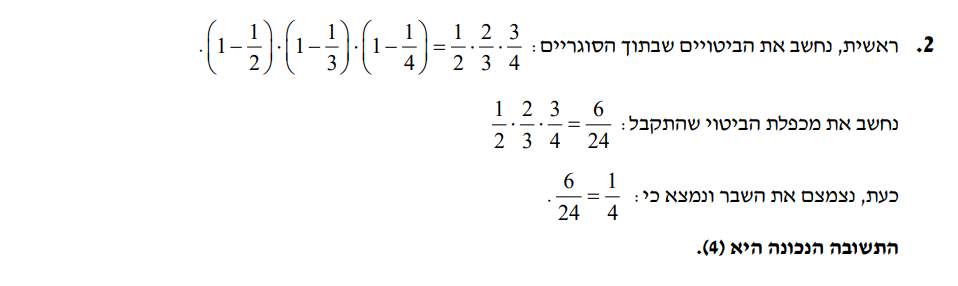 2. ראשית, נחשב את הביטויים שבתוך הסוגריים: (1 − 1/2) · (1 − 1/3) · (1 − 1/4) = 1/2 · 2/3 · 3/4.
נחשב את מכפלת הביטוי שהתקבל: 1/2 · 2/3 · 3/4 = 6/24
כעת, נצמצם את השבר ונמצא כי: 6/24 = 1/4.
התשובה הנכונה היא (4).